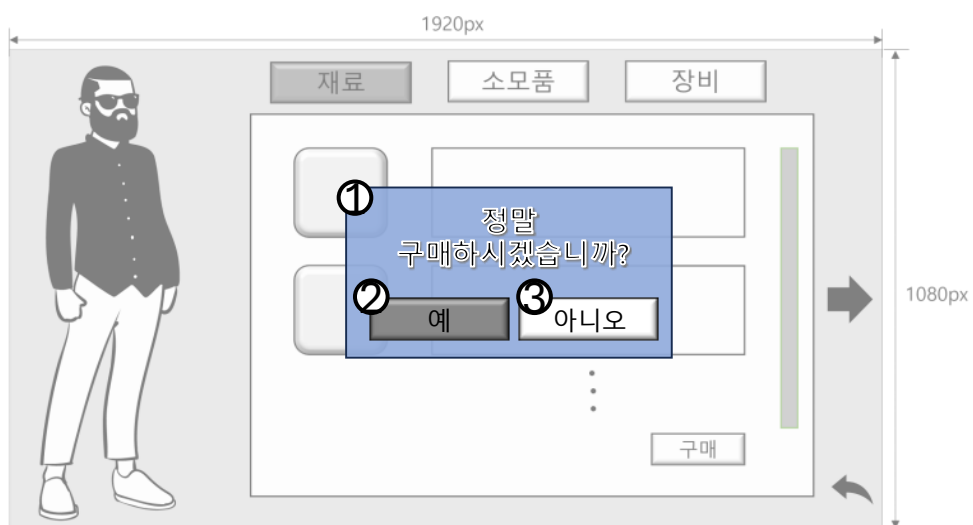 1920px
재료 소모품 장비
①
정말
구매하시겠습니까?
② ③
예 아니오
1080px
구매